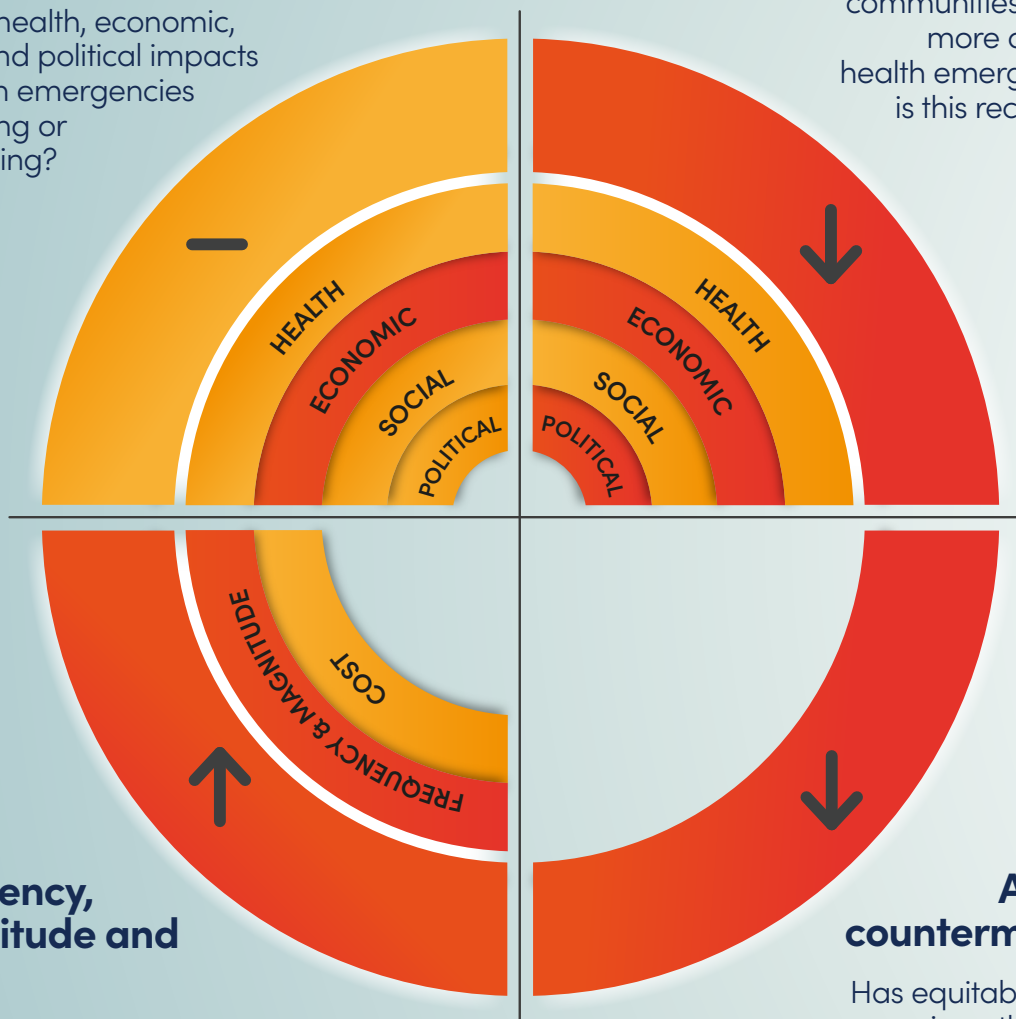 health, economic,
nd political impacts
n emergencies
ng or
ing?
communities
more
health emerg
is this rec
HEALTH
ECONOMIC
SOCIAL
POLITICAL
HEALTH
ECONOMIC
SOCIAL
POLITICAL
COST
FREQUENCY & MAGNITUDE
ency,
itude and
A
counterm
Has equitab